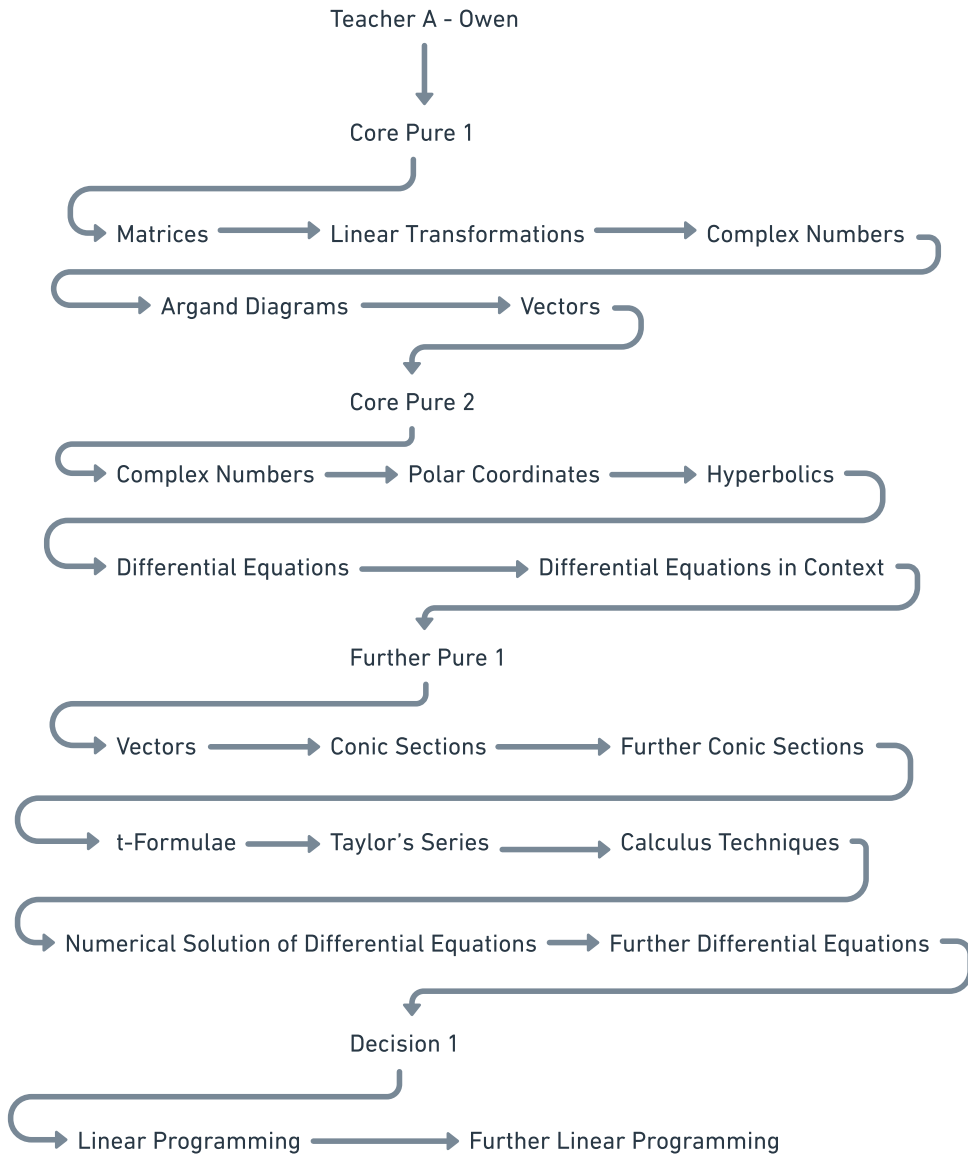 Teacher A - Owen
Core Pure 1
Matrices Linear Transformations Complex Numbers
Argand Diagrams Vectors
Core Pure 2
Complex Numbers Polar Coordinates Hyperbolics
Differential Equations Differential Equations in Context
Further Pure 1
Vectors Conic Sections Further Conic Sections
t-Formulae Taylor’s Series Calculus Techniques
Numerical Solution of Differential Equations Further Differential Equations
Decision 1
Linear Programming Further Linear Programming